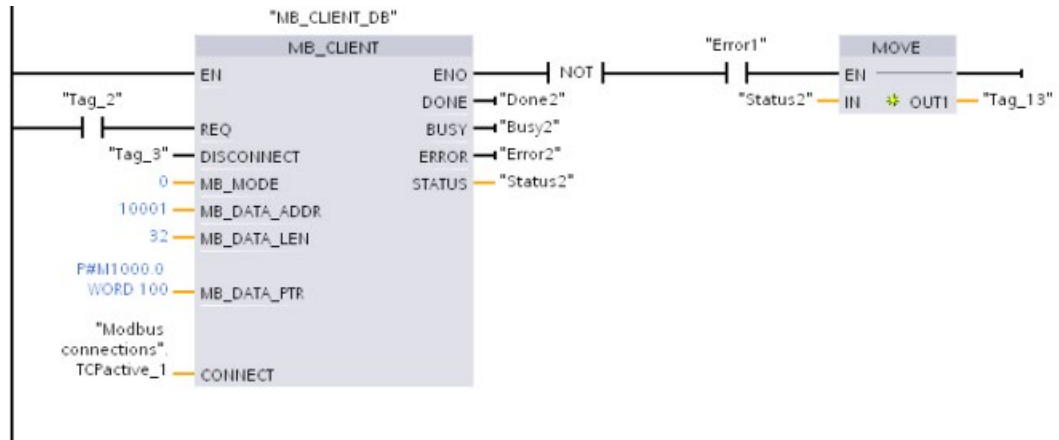 "MB_CLIENT_DB"
MB_CLIENT
EN
ENO
NOT
"Error1"
MOVE
EN
"Tag_2"
DONE
"Done2"
"Status2"
IN
OUT1
"Tag_13"
REQ
BUSY
"Busy2"
"Tag_3"
DISCONNECT
ERROR
"Error2"
0
MB_MODE
STATUS
"Status2"
10001
MB_DATA_ADDR
32
MB_DATA_LEN
P#M1000.0
WORD 100
MB_DATA_PTR
"Modbus
connections".
TCPactive_1
CONNECT